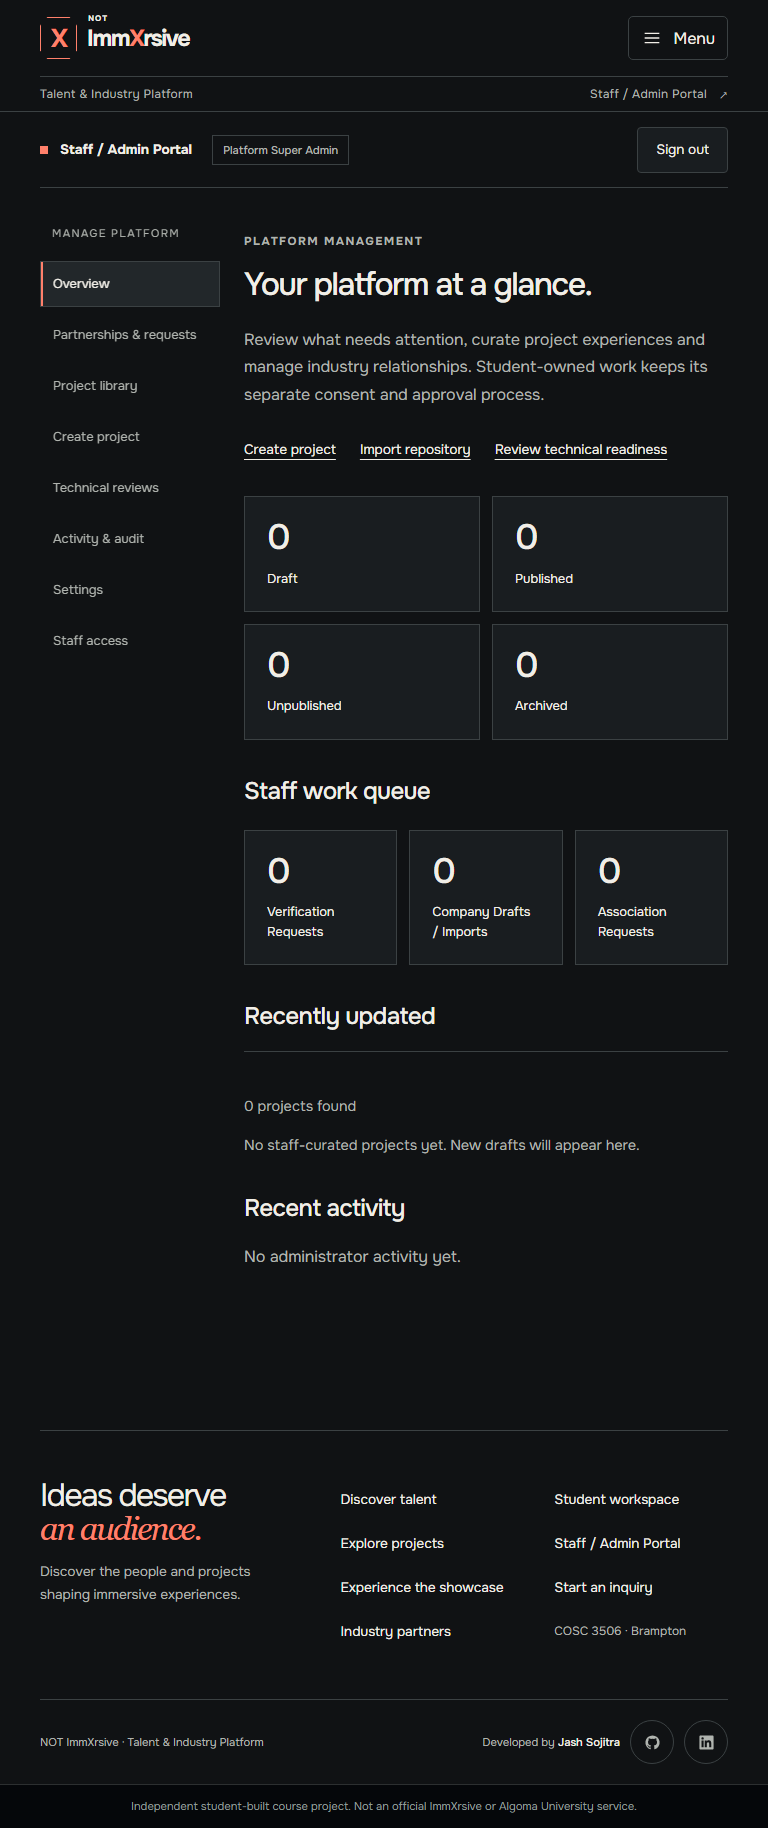 X
NOT
ImmXrsive
Menu
Talent & Industry Platform
Staff / Admin Portal ↗
Staff / Admin Portal
Platform Super Admin
Sign out
MANAGE PLATFORM
Overview
Partnerships & requests
Project library
Create project
Technical reviews
Activity & audit
Settings
Staff access
PLATFORM MANAGEMENT
Your platform at a glance.
Review what needs attention, curate project experiences and
manage industry relationships. Student-owned work keeps its
separate consent and approval process.
Create project
Import repository
Review technical readiness
0
Draft
0
Published
0
Unpublished
0
Archived
Staff work queue
0
Verification
Requests
0
Company Drafts
/ Imports
0
Association
Requests
Recently updated
0 projects found
No staff-curated projects yet. New drafts will appear here.
Recent activity
No administrator activity yet.
Ideas deserve
an audience.
Discover the people and projects
shaping immersive experiences.
Discover talent
Explore projects
Experience the showcase
Industry partners
Student workspace
Staff / Admin Portal
Start an inquiry
COSC 3506 · Brampton
NOT ImmXrsive · Talent & Industry Platform
Developed by Jash Sojitra
in
Independent student-built course project. Not an official ImmXrsive or Algoma University service.